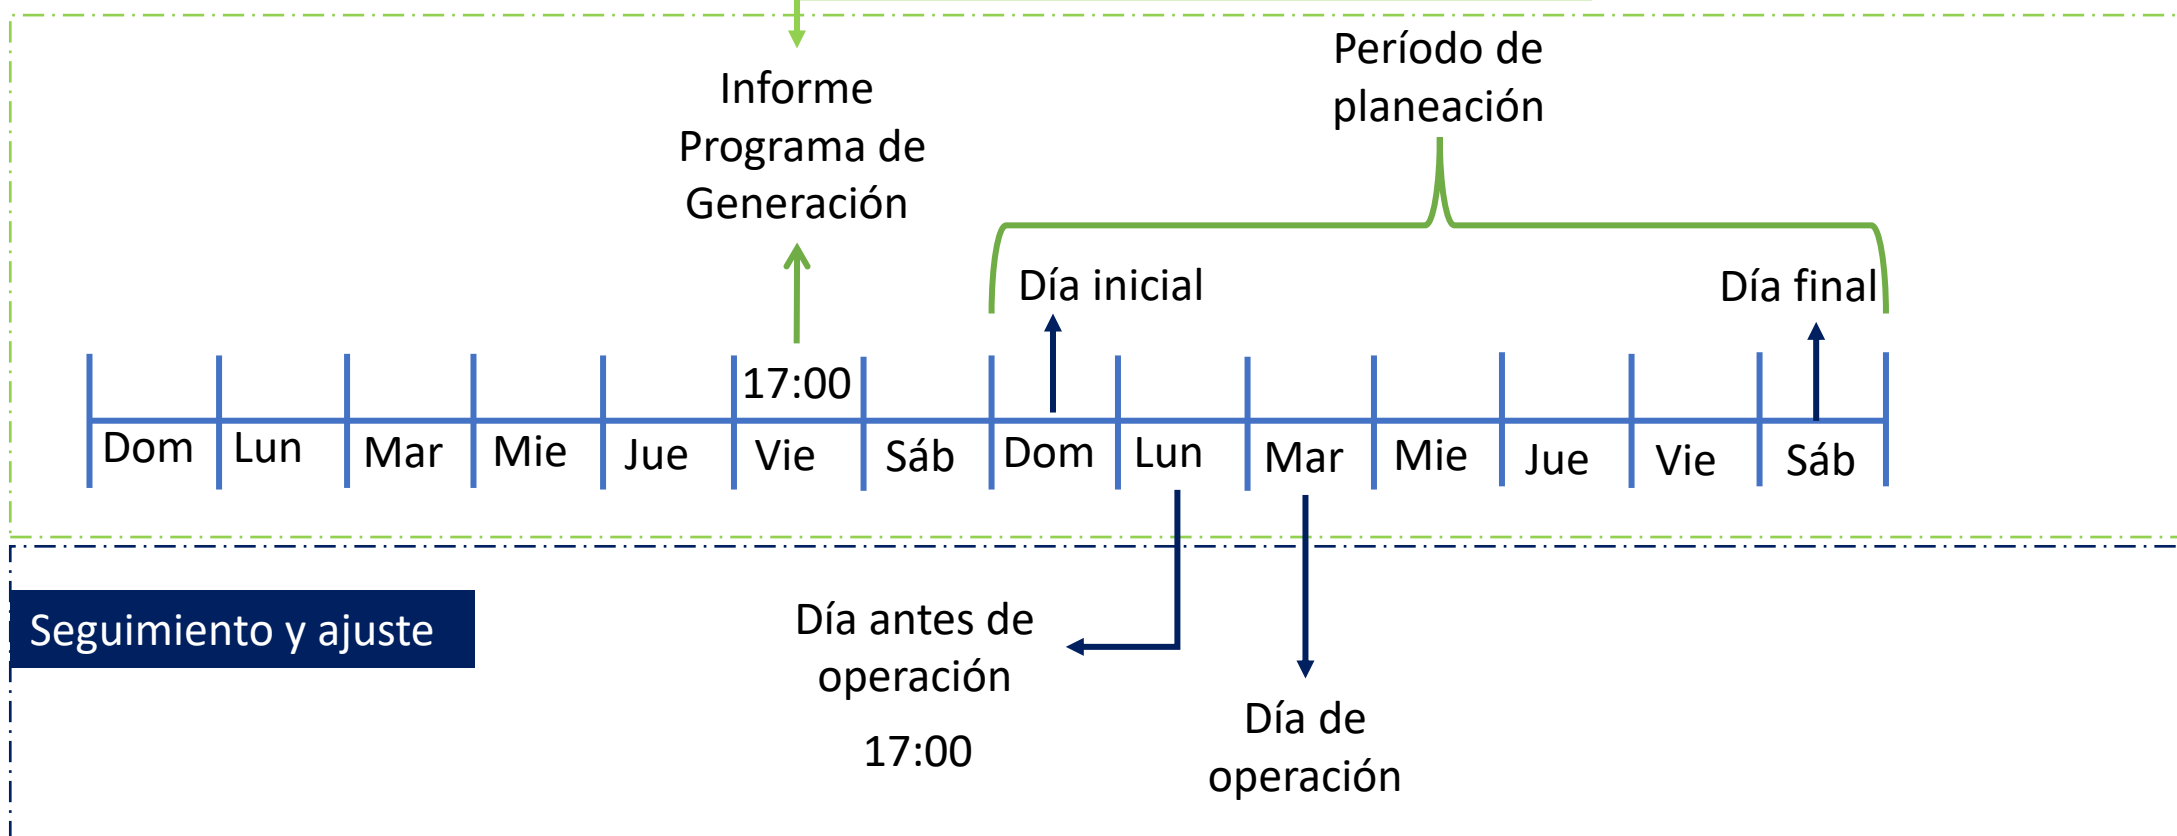 Período de
planeación
Informe
Programa de
Generación
Día inicial
Día final
17:00
Dom
Lun
Mar
Mie
Jue
Vie
Sáb
Dom
Lun
Mar
Mie
Jue
Vie
Sáb
Seguimiento y ajuste
Día antes de
operación
17:00
Día de
operación